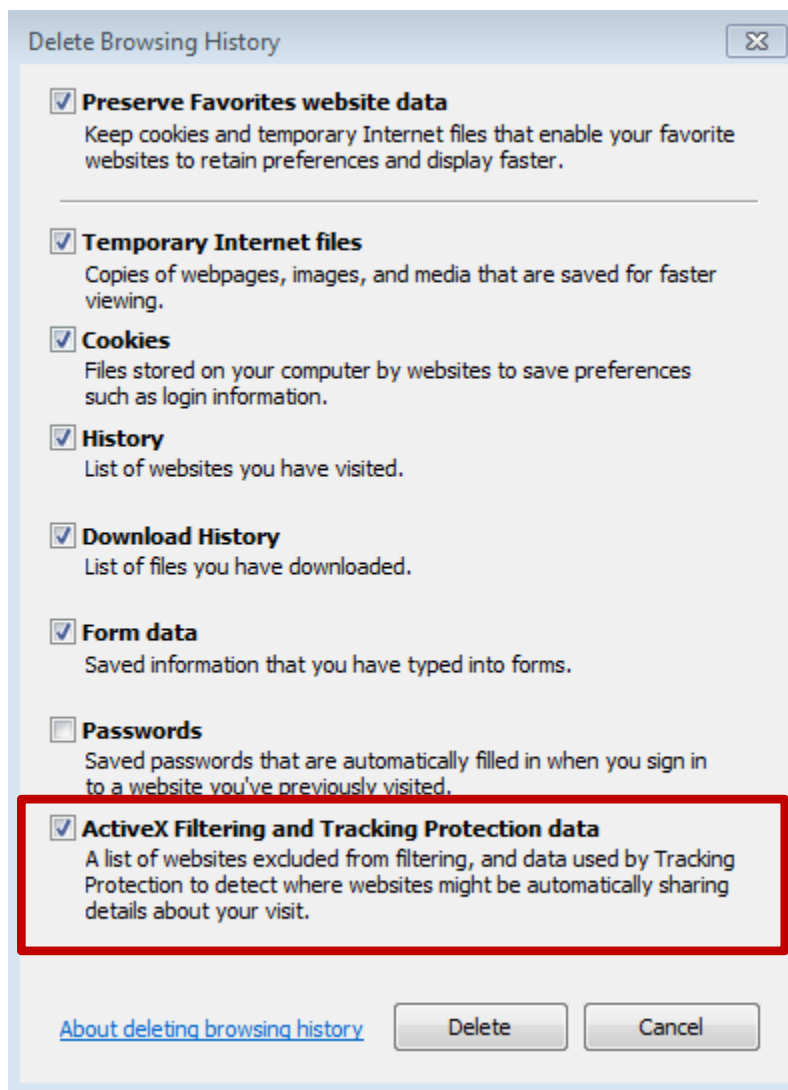 Delete Browsing History
Preserve Favorites website data
Keep cookies and temporary Internet files that enable your favorite
websites to retain preferences and display faster.
Temporary Internet files
Copies of webpages, images, and media that are saved for faster
viewing.
Cookies
Files stored on your computer by websites to save preferences
such as login information.
History
List of websites you have visited.
Download History
List of files you have downloaded.
Form data
Saved information that you have typed into forms.
Passwords
Saved passwords that are automatically filled in when you sign in
to a website you've previously visited.
ActiveX Filtering and Tracking Protection data
A list of websites excluded from filtering, and data used by Tracking
Protection to detect where websites might be automatically sharing
details about your visit.
About deleting browsing history
Delete
Cancel